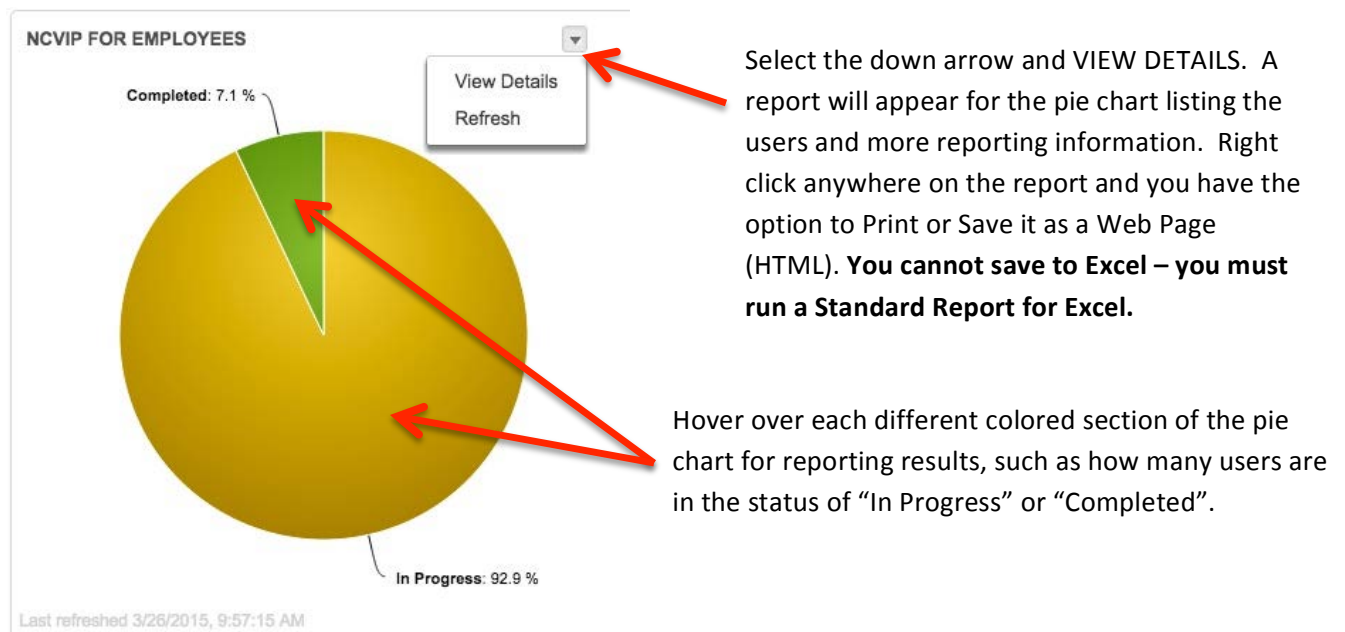 NCVIP FOR EMPLOYEES
View Details
Refresh
Completed: 7.1 %
In Progress: 92.9 %
Last refreshed 3/26/2015, 9:57:15 AM
Select the down arrow and VIEW DETAILS.  A
report will appear for the pie chart listing the
users and more reporting information.  Right
click anywhere on the report and you have the
option to Print or Save it as a Web Page
(HTML). You cannot save to Excel – you must
run a Standard Report for Excel.
Hover over each different colored section of the pie
chart for reporting results, such as how many users are
in the status of “In Progress” or “Completed”.